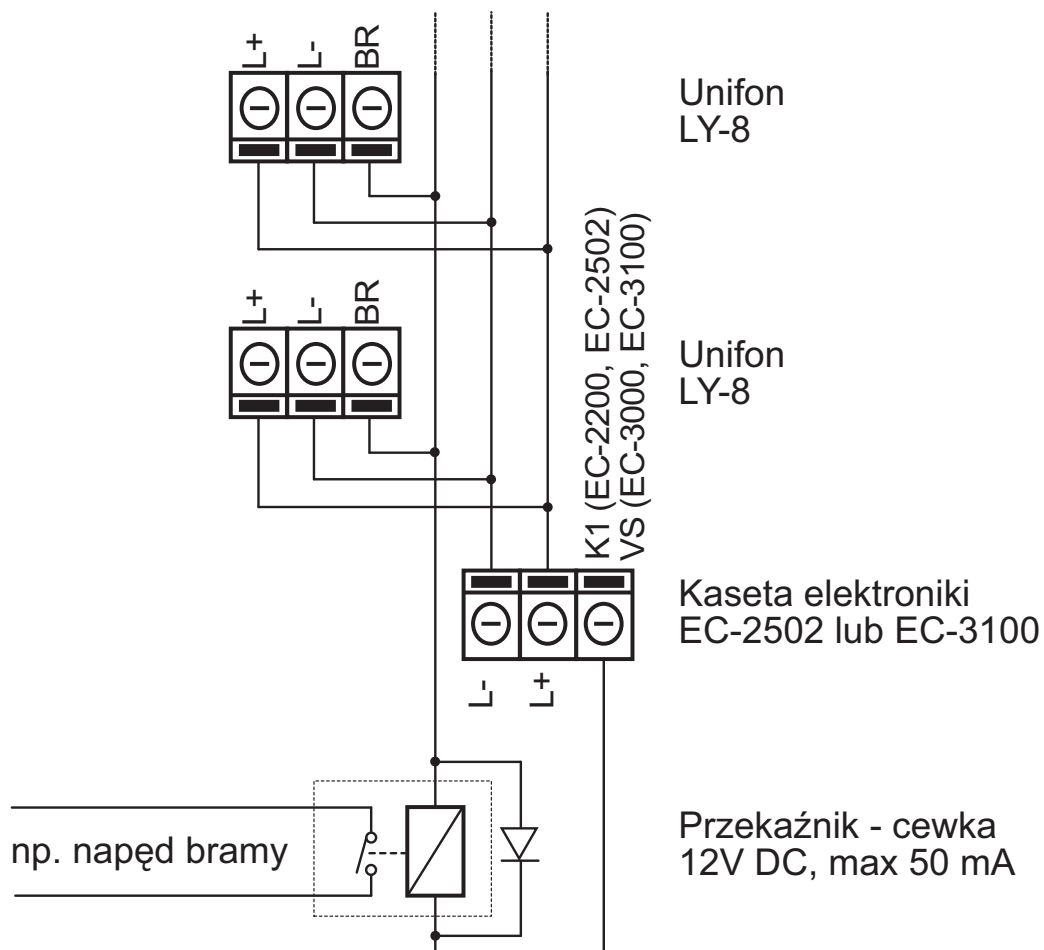 L+
L-
BR
Unifon
LY-8
L+
L-
BR
Unifon
LY-8
K1 (EC-2200, EC-2502)
VS (EC-3000, EC-3100)
Kaseta elektroniki
EC-2502 lub EC-3100
L-
L+
np. napęd bramy
Przekaźnik - cewka
12V DC, max 50 mA